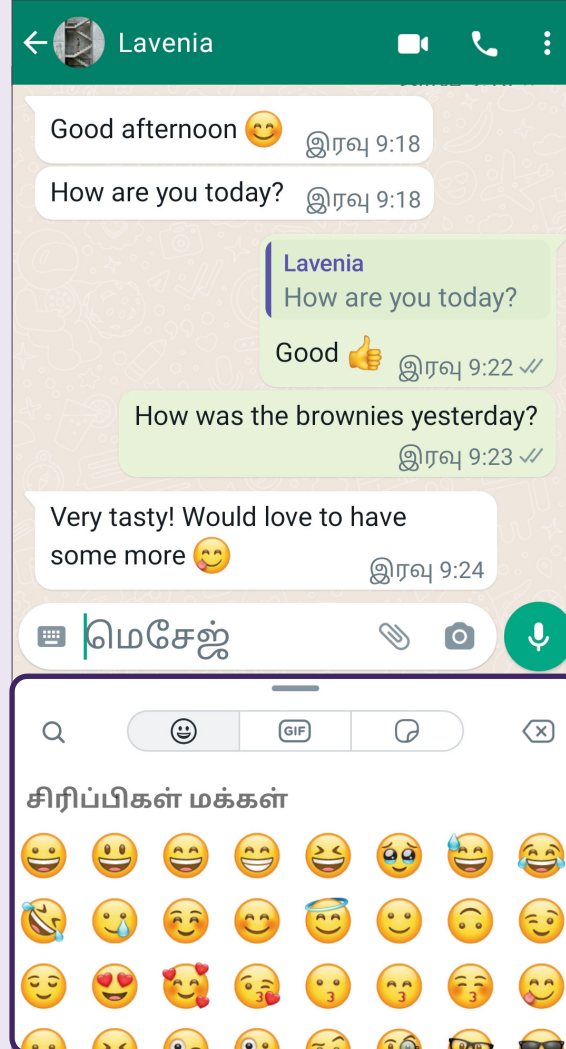 Lavenia
Good afternoon 😊 இரவு 9:18
How are you today? இரவு 9:18
Lavenia
How are you today?
Good 👍 இரவு 9:22
How was the brownies yesterday?
இரவு 9:23
Very tasty! Would love to have
some more 😋 இரவு 9:24
மெசேஜ்
GIF
சிரிப்பிகள் மக்கள்